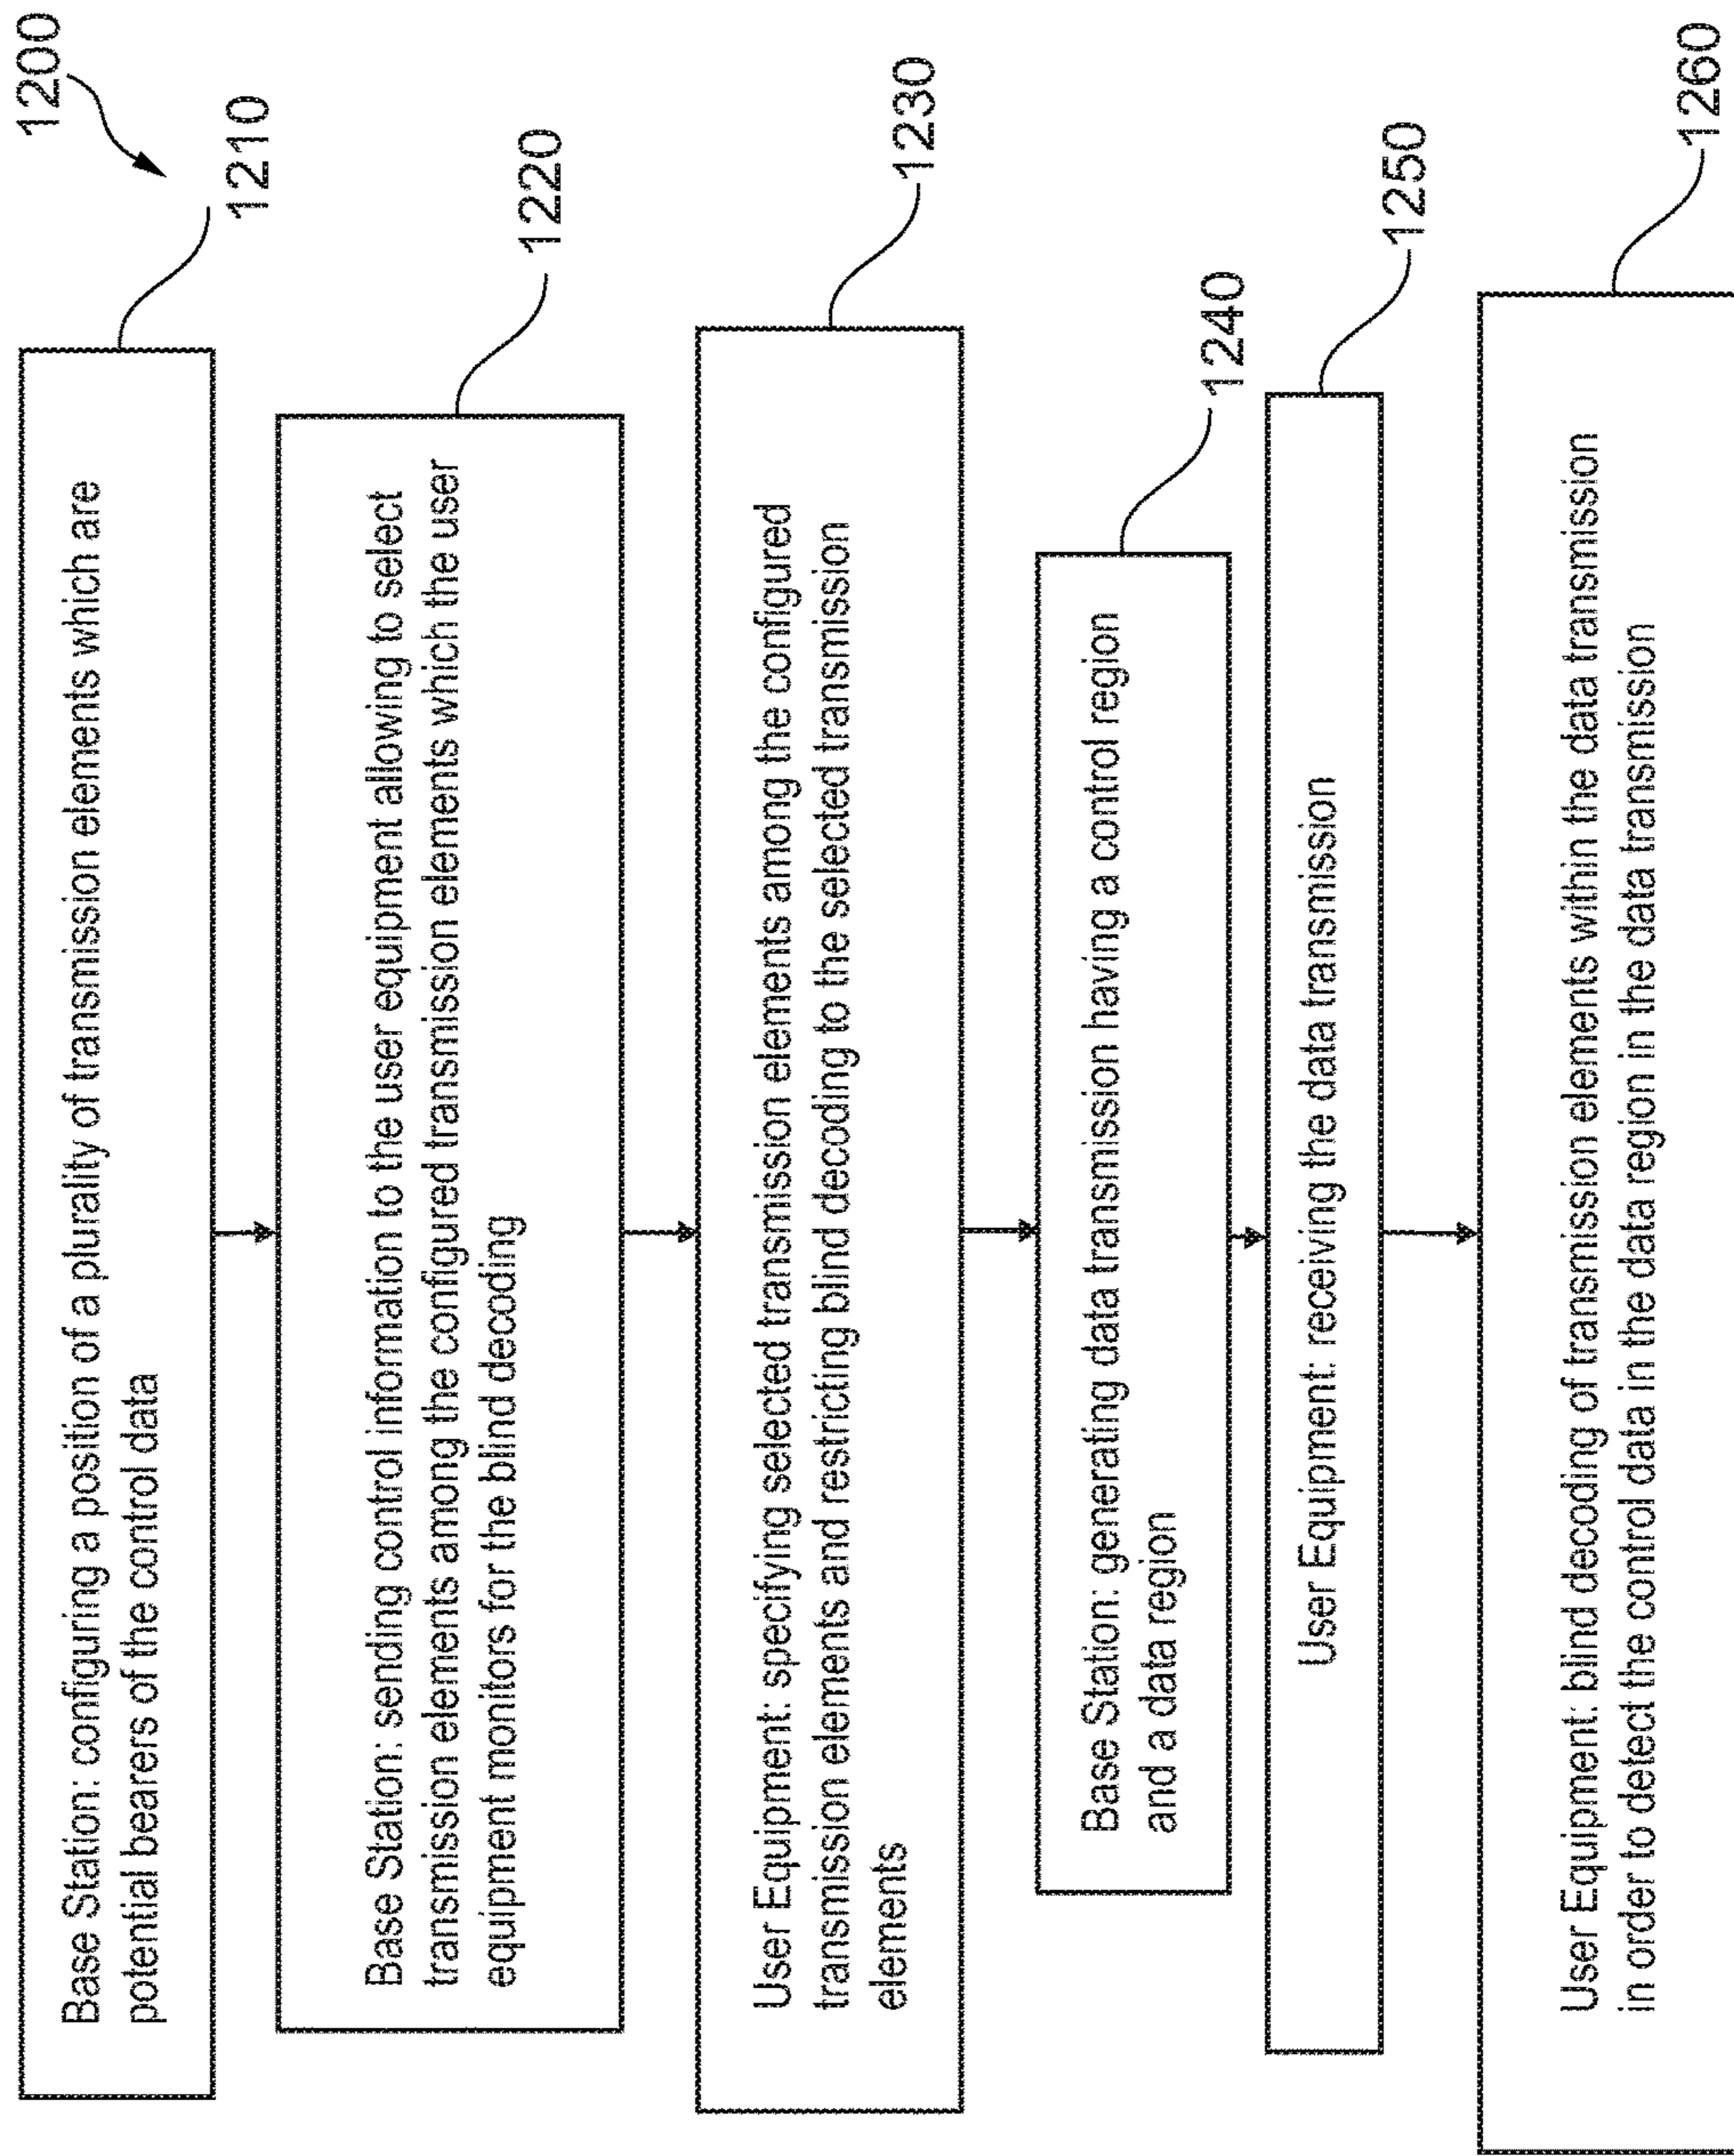 1200
Base Station: configuring a position of a plurality of transmission elements which are
potential bearers of the control data
1210
Base Station: sending control information to the user equipment allowing to select
transmission elements among the configured transmission elements which the user
equipment monitors for the blind decoding
1220
User Equipment: specifying selected transmission elements among the configured
transmission elements and restricting blind decoding to the selected transmission
elements
1230
Base Station: generating data transmission having a control region
and a data region
1240
User Equipment: receiving the data transmission
1250
User Equipment: blind decoding of transmission elements within the data transmission
in order to detect the control data in the data region in the data transmission
1260